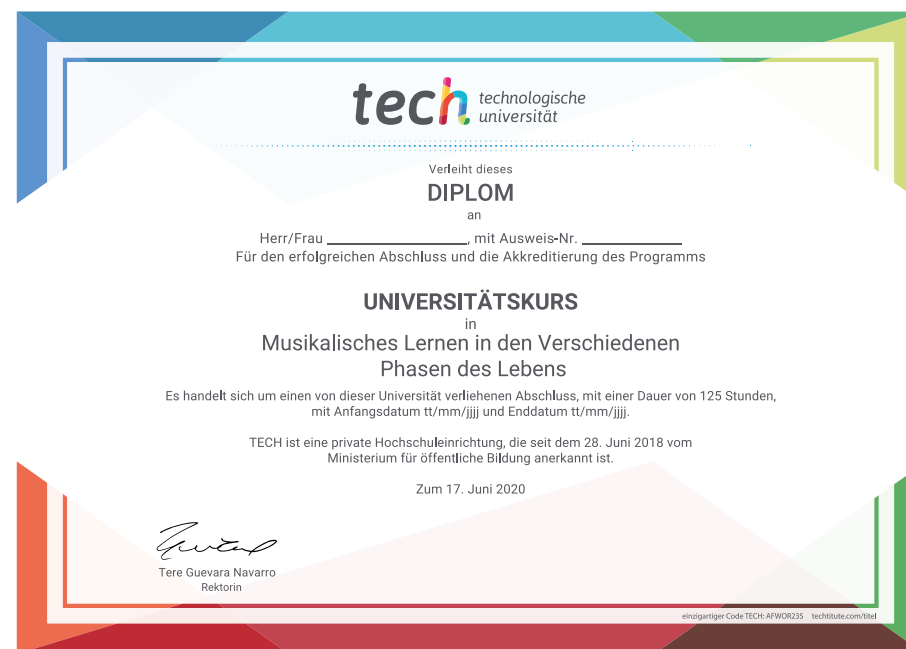 tech technologische
universität
Verleiht dieses
DIPLOM
an
Herr/Frau ____________________, mit Ausweis-Nr. ______________
Für den erfolgreichen Abschluss und die Akkreditierung des Programms
UNIVERSITÄTSKURS
in
Musikalisches Lernen in den Verschiedenen
Phasen des Lebens
Es handelt sich um einen von dieser Universität verliehenen Abschluss, mit einer Dauer von 125 Stunden,
mit Anfangsdatum tt/mm/jjjj und Enddatum tt/mm/jjjj.
TECH ist eine private Hochschuleinrichtung, die seit dem 28. Juni 2018 vom
Ministerium für öffentliche Bildung anerkannt ist.
Zum 17. Juni 2020
Tere Guevara Navarro
Rektorin
einzigartiger Code TECH: AFWOR23S techtitute.com/titel